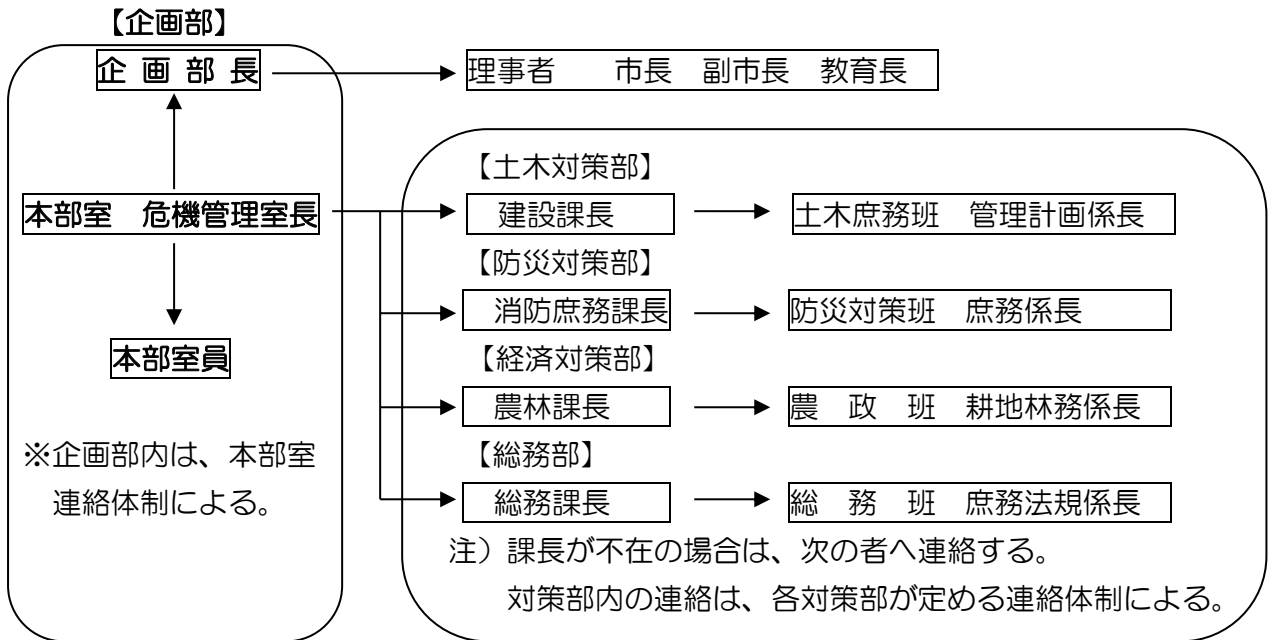 【企画部】
企 画 部 長
理事者　　市長　副市長　教育長
【土木対策部】
本部室　危機管理室長
建設課長
土木庶務班　管理計画係長
【防災対策部】
消防庶務課長
防災対策班　庶務係長
本部室員
【経済対策部】
農林課長
農　政　班　耕地林務係長
※企画部内は、本部室
連絡体制による。
【総務部】
総務課長
総　務　班　庶務法規係長
注）課長が不在の場合は、次の者へ連絡する。
対策部内の連絡は、各対策部が定める連絡体制による。